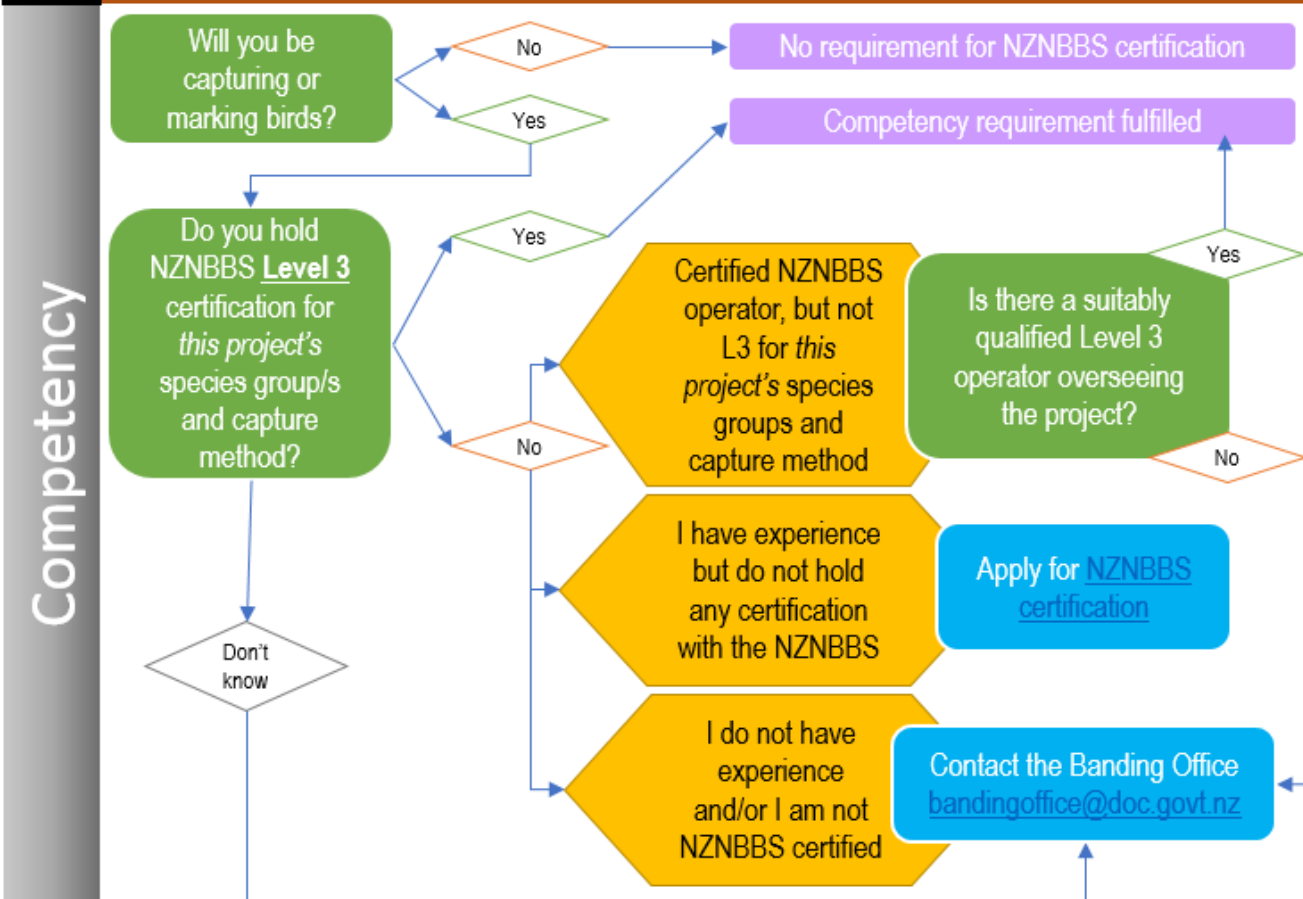 Competency
Will you be
capturing or
marking birds?
No
No requirement for NZNBBS certification
Yes
Competency requirement fulfilled
Do you hold
NZNBBS Level 3
certification for
this project's
species group/s
and capture
method?
Yes
No
Don't
know
Certified NZNBBS
operator, but not
L3 for this
project's species
groups and
capture method
Is there a suitably
qualified Level 3
operator overseeing
the project?
Yes
No
I have experience
but do not hold
any certification
with the NZNBBS
Apply for NZNBBS
certification
I do not have
experience
and/or I am not
NZNBBS certified
Contact the Banding Office
bandingoffice@doc.govt.nz